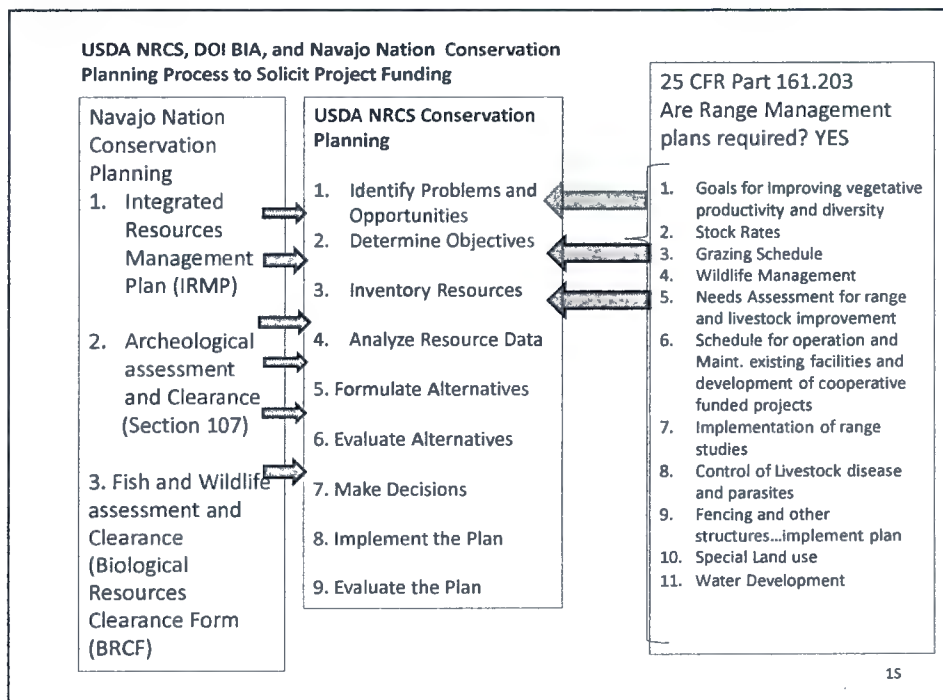 USDA NRCS, DOI BIA, and Navajo Nation Conservation
Planning Process to Solicit Project Funding
Navajo Nation
Conservation
Planning
1. Integrated
Resources
Management
Plan (IRMP)
2. Archeological
assessment
and Clearance
(Section 107)
3. Fish and Wildlife
assessment and
Clearance
(Biological
Resources
Clearance Form
(BRCF)
USDA NRCS Conservation
Planning
1. Identify Problems and
Opportunities
2. Determine Objectives
3. Inventory Resources
4. Analyze Resource Data
5. Formulate Alternatives
6. Evaluate Alternatives
7. Make Decisions
8. Implement the Plan
9. Evaluate the Plan
25 CFR Part 161.203
Are Range Management
plans required? YES
1. Goals for Improving vegetative
productivity and diversity
2. Stock Rates
3. Grazing Schedule
4. Wildlife Management
5. Needs Assessment for range
and livestock improvement
6. Schedule for operation and
Maint. existing facilities and
development of cooperative
funded projects
7. Implementation of range
studies
8. Control of Livestock disease
and parasites
9. Fencing and other
structures...implement plan
10. Special Land use
11. Water Development
15